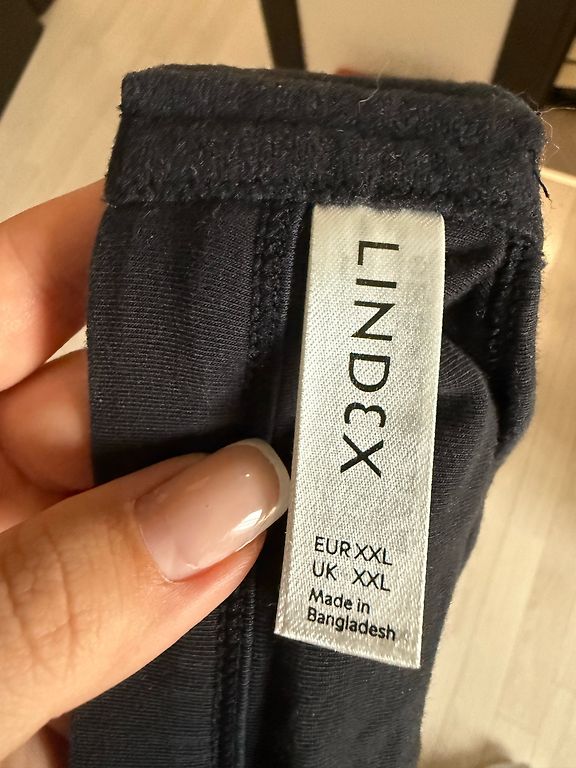 LINDEX
EUR XXL
UK XXL
Made in
Bangladesh